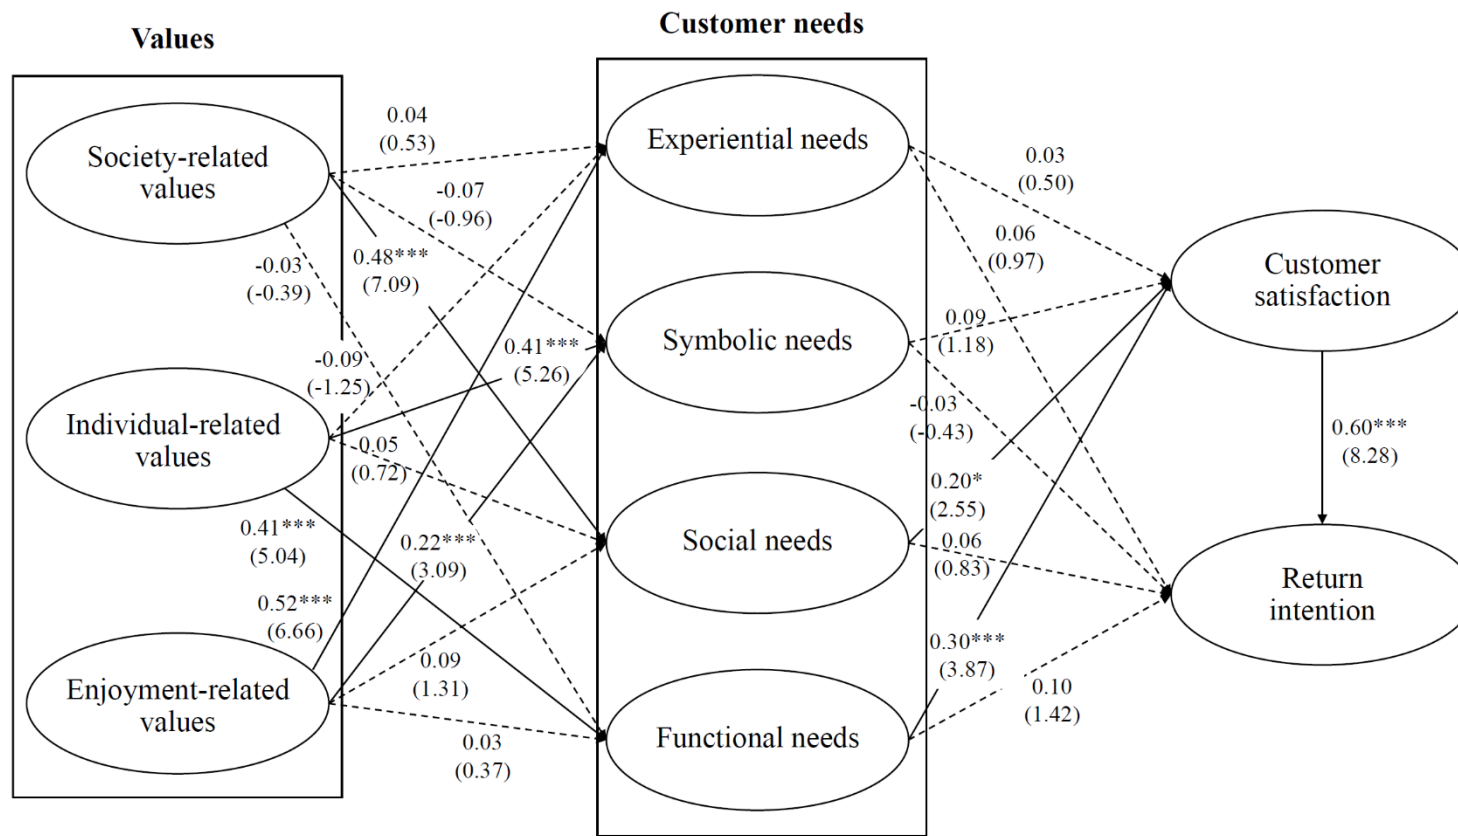 Values
Customer needs
Society-related
values
Individual-related
values
Enjoyment-related
values
0.04
(0.53)
-0.07
(-0.96)
0.48***
(7.09)
-0.03
(-0.39)
-0.09
(-1.25)
0.41***
(5.26)
0.05
(0.72)
0.41***
(5.04)
0.52***
(6.66)
0.22***
(3.09)
0.09
(1.31)
0.03
(0.37)
Experiential needs
Symbolic needs
Social needs
Functional needs
0.03
(0.50)
0.06
(0.97)
0.09
(1.18)
-0.03
(-0.43)
0.20*
(2.55)
0.06
(0.83)
0.30***
(3.87)
0.10
(1.42)
Customer
satisfaction
0.60***
(8.28)
Return
intention